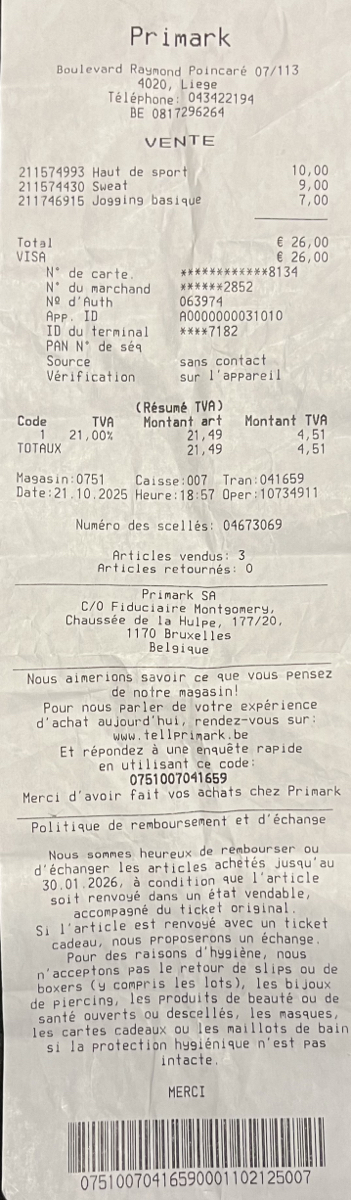 Primark
Boulevard Raymond Poincaré 07/113
4020, Liege
Téléphone: 043422194
BE 0817296264
VENTE
211574993 Haut de sport 10,00
211574430 Sweat 9,00
211746915 Jogging basique 7,00
Total € 26,00
VISA € 26,00
N° de carte. ************8134
N° du marchand ******2852
Nº d'Auth 063974
App. ID A0000000031010
ID du terminal ****7182
PAN N° de séq
Source sans contact
Vérification sur l'appareil
(Résumé TVA)
Code TVA Montant art Montant TVA
1 21,00% 21,49 4,51
TOTAUX 21,49 4,51
Magasin:0751 Caisse:007 Tran:041659
Date:21.10.2025 Heure:18:57 Oper:10734911
Numéro des scellés: 04673069
Articles vendus: 3
Articles retournés: 0
Primark SA
C/O Fiduciaire Montgomery,
Chaussée de la Hulpe, 177/20,
1170 Bruxelles
Belgique
Nous aimerions savoir ce que vous pensez
de notre magasin!
Pour nous parler de votre expérience
d'achat aujourd'hui, rendez-vous sur:
www.tellprimark.be
Et répondez à une enquête rapide
en utilisant ce code:
0751007041659
Merci d'avoir fait vos achats chez Primark
Politique de remboursement et d'échange
Nous sommes heureux de rembourser ou
d'échanger les articles achetés jusqu'au
30.01.2026, à condition que l'article
soit renvoyé dans un état vendable,
accompagné du ticket original.
Si l'article est renvoyé avec un ticket
cadeau, nous proposerons un échange.
Pour des raisons d'hygiène, nous
n'acceptons pas le retour de slips ou de
boxers (y compris les lots), les bijoux
de piercing, les produits de beauté ou de
santé ouverts ou descellés, les masques,
les cartes cadeaux ou les maillots de bain
si la protection hygiénique n'est pas
intacte.
MERCI
07510070416590001102125007